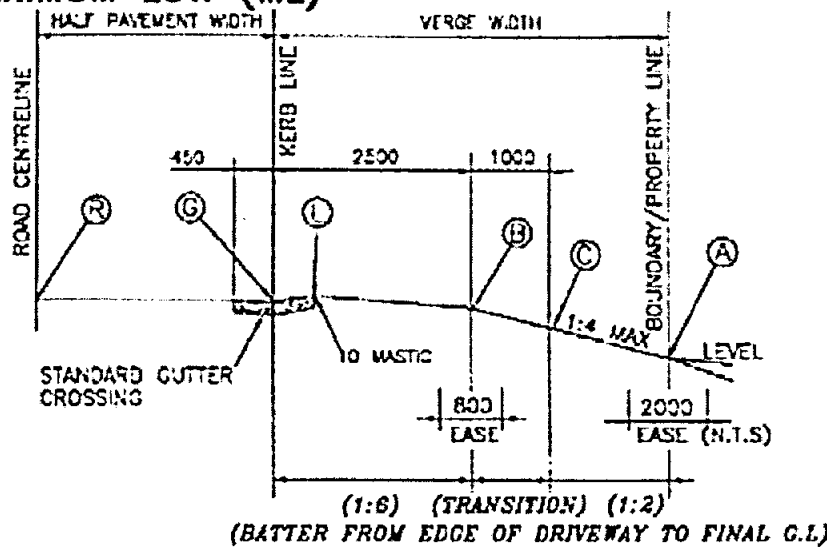 LOW (ML)
HALF PAVEMENT WIDTH
VERGE WIDTH
ROAD CENTRELINE
KERB LINE
BOUNDARY/PROPERTY LINE
450
2500
1000
R
G
L
B
C
A
1:4 MAX
LEVEL
10 MASTIC
STANDARD GUTTER
CROSSING
800
EASE
2000
EASE (N.T.S)
(1:6) (TRANSITION) (1:2)
(BATTER FROM EDGE OF DRIVEWAY TO FINAL G.L)